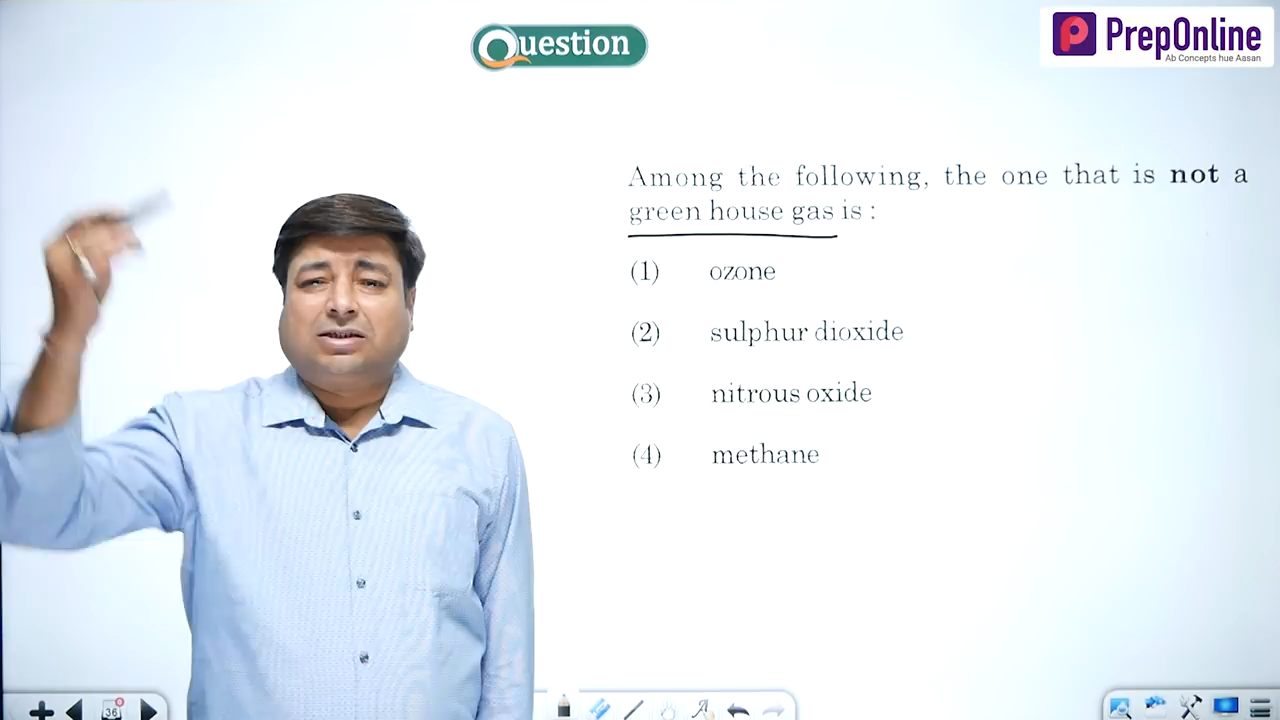 Question
PrepOnline
Ab Concepts hue Aasan
Among the following, the one that is not a
green house gas is :
(1) ozone
(2) sulphur dioxide
(3) nitrous oxide
(4) methane
36